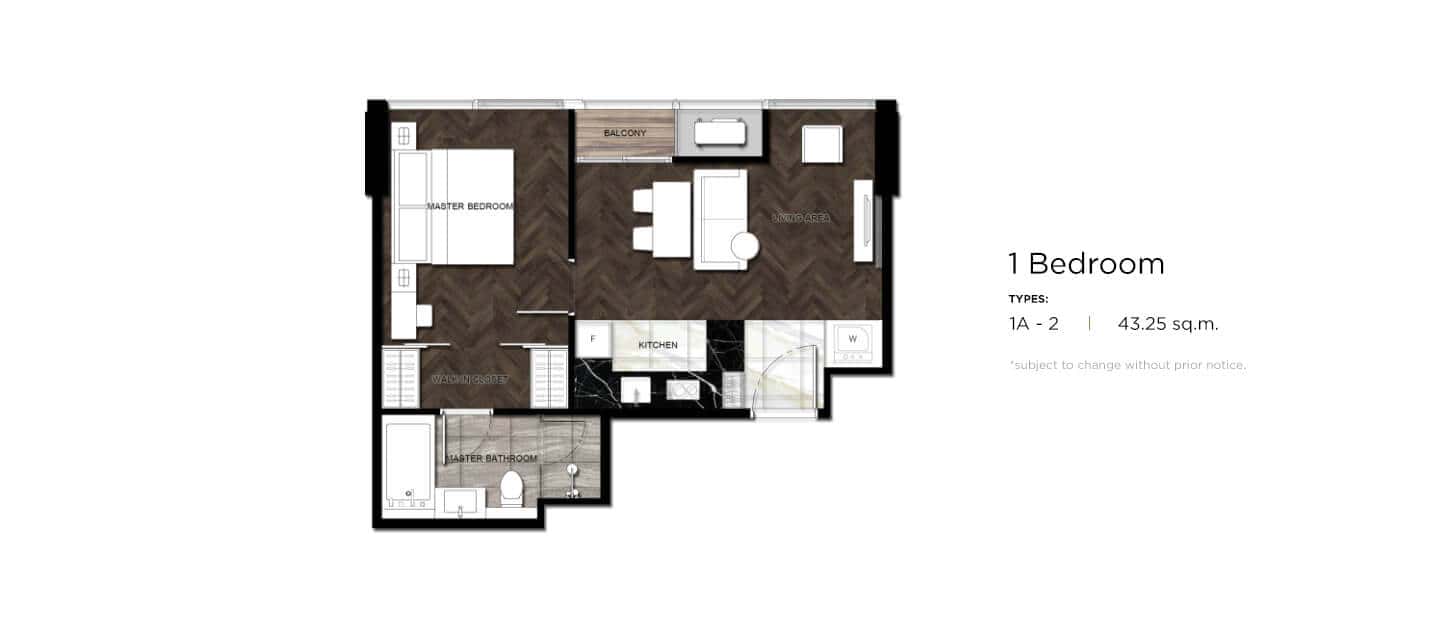 BALCONY
MASTER BEDROOM
LIVING AREA
F
KITCHEN
W
WALK-IN CLOSET
MASTER BATHROOM
1 Bedroom
TYPES:
1A - 2 | 43.25 sq.m.
*subject to change without prior notice.